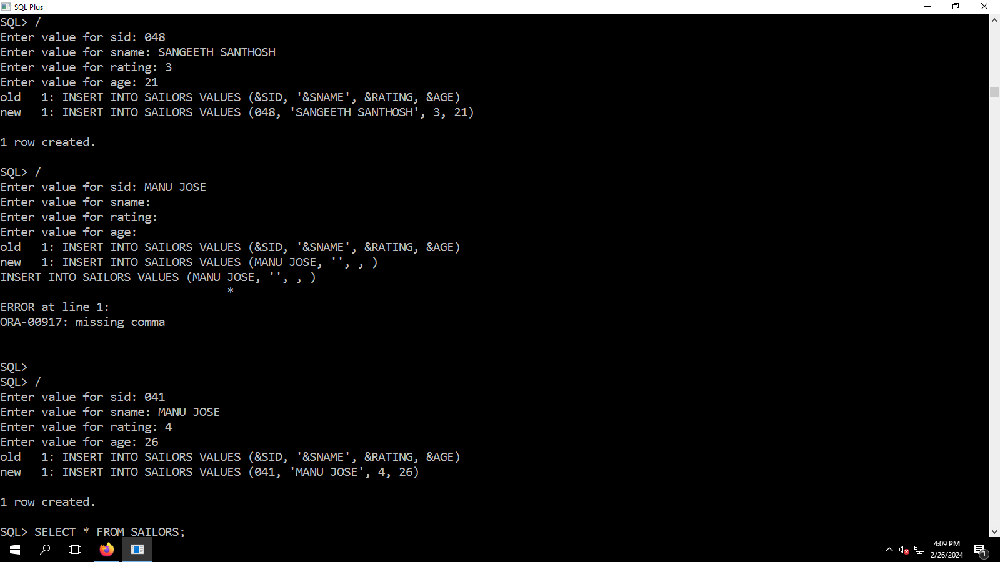 SQL Plus
SQL> /
Enter value for sid: 048
Enter value for sname: SANGEETH SANTHOSH
Enter value for rating: 3
Enter value for age: 21
old   1: INSERT INTO SAILORS VALUES (&SID, '&SNAME', &RATING, &AGE)
new   1: INSERT INTO SAILORS VALUES (048, 'SANGEETH SANTHOSH', 3, 21)
1 row created.
SQL> /
Enter value for sid: MANU JOSE
Enter value for sname:
Enter value for rating:
Enter value for age:
old   1: INSERT INTO SAILORS VALUES (&SID, '&SNAME', &RATING, &AGE)
new   1: INSERT INTO SAILORS VALUES (MANU JOSE, '', , )
INSERT INTO SAILORS VALUES (MANU JOSE, '', , )
                                 *
ERROR at line 1:
ORA-00917: missing comma
SQL>
SQL> /
Enter value for sid: 041
Enter value for sname: MANU JOSE
Enter value for rating: 4
Enter value for age: 26
old   1: INSERT INTO SAILORS VALUES (&SID, '&SNAME', &RATING, &AGE)
new   1: INSERT INTO SAILORS VALUES (041, 'MANU JOSE', 4, 26)
1 row created.
SQL> SELECT * FROM SAILORS;
4:09 PM
2/26/2024
1